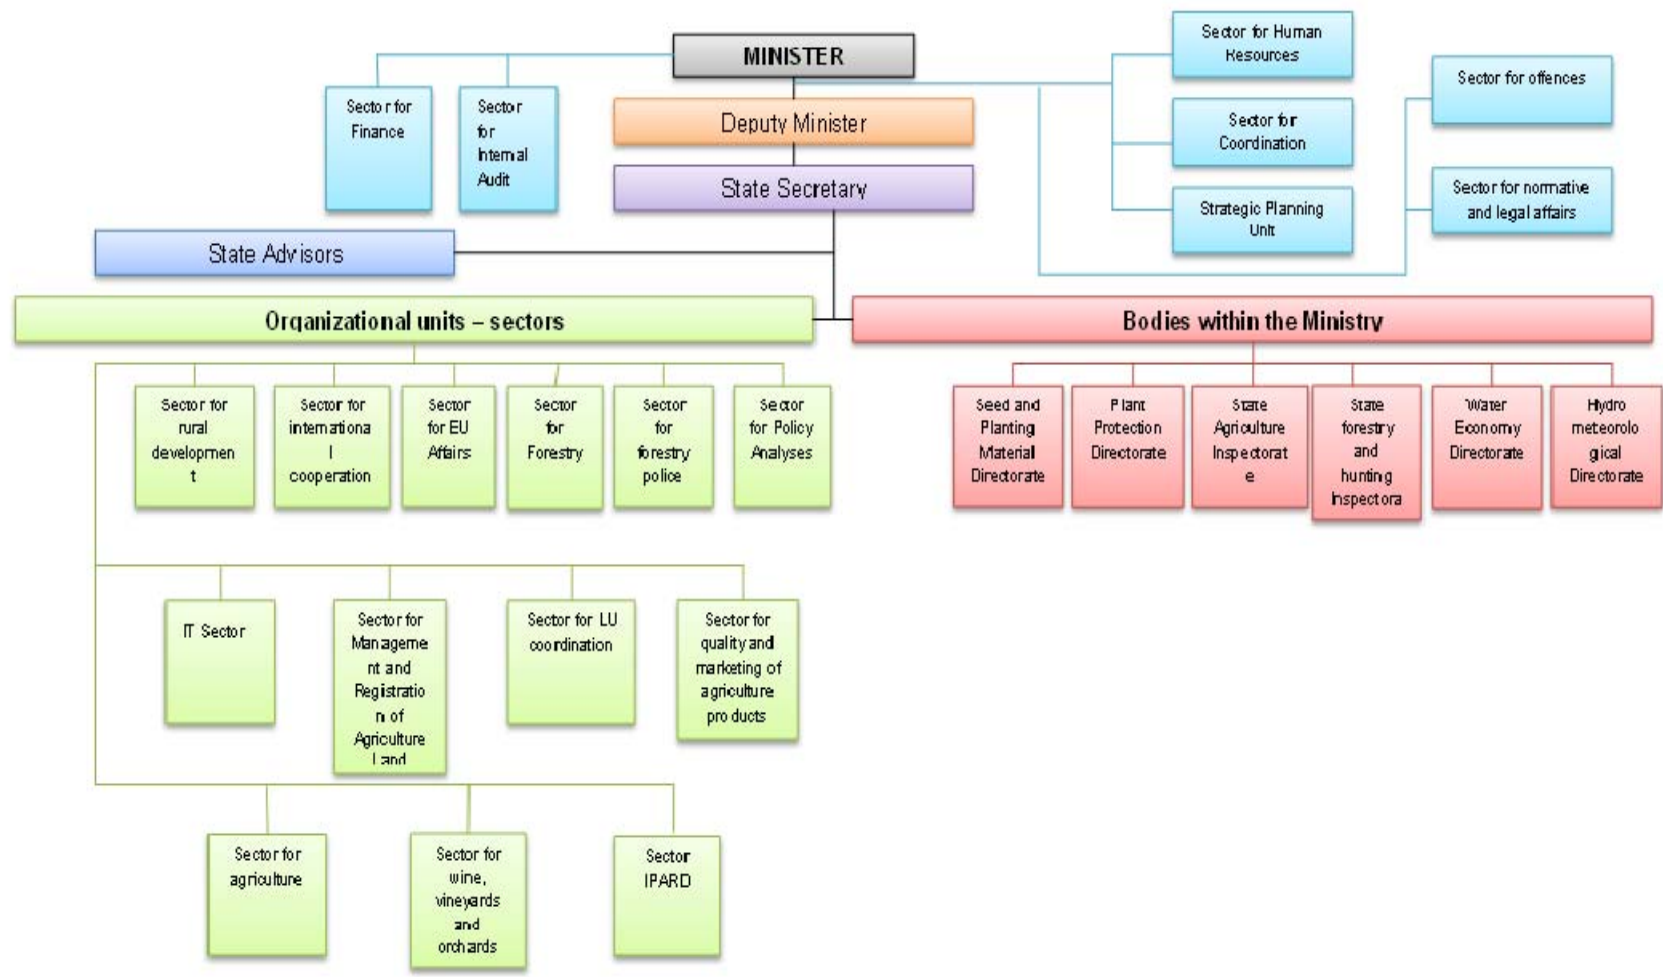 MINISTER
Deputy Minister
State Secretary
State Advisors
Sector for
Finance
Sector
for
Internal
Audit
Sector for Human
Resources
Sector for
Coordination
Strategic Planning
Unit
Sector for offences
Sector for normative
and legal affairs
Organizational units – sectors
Bodies within the Ministry
Sector for
rural
developmen
t
Sector for
internationa
l
cooperation
Sector
for EU
Affairs
Sector
for
Forestry
Sector
for
forestry
police
Sector
for Policy
Analyses
Seed and
Planting
Material
Directorate
Plant
Protection
Directorate
State
Agriculture
Inspectorat
e
State
forestry
and
hunting
Inspectora
Water
Economy
Directorate
Hydro
meteorolo
gical
Directorate
IT Sector
Sector for
Manageme
nt and
Registratio
n of
Agriculture
Land
Sector for LU
coordination
Sector for
quality and
marketing of
agriculture
products
Sector for
agriculture
Sector for
wine,
vineyards
and
orchards
Sector
IPARD